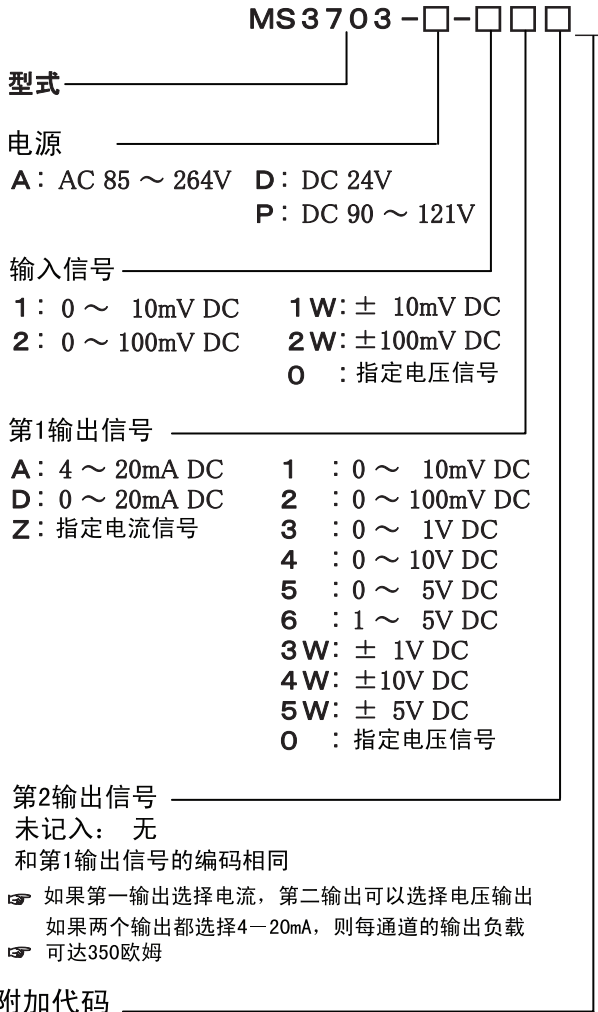 MS3703-□-□□□
型式
电源
A：AC 85 ～ 264V D：DC 24V
P：DC 90 ～ 121V
输入信号
1：0 ～ 10mV DC 1W：± 10mV DC
2：0 ～ 100mV DC 2W：±100mV DC
0 ：指定电压信号
第1输出信号
A：4 ～ 20mA DC 1 ：0 ～ 10mV DC
D：0 ～ 20mA DC 2 ：0 ～ 100mV DC
Z：指定电流信号 3 ：0 ～ 1V DC
4 ：0 ～ 10V DC
5 ：0 ～ 5V DC
6 ：1 ～ 5V DC
3W：± 1V DC
4W：±10V DC
5W：± 5V DC
0 ：指定电压信号
第2输出信号
未记入： 无
和第1输出信号的编码相同
☞ 如果第一输出选择电流，第二输出可以选择电压输出
如果两个输出都选择4－20mA，则每通道的输出负载
☞ 可达350欧姆
附加代码